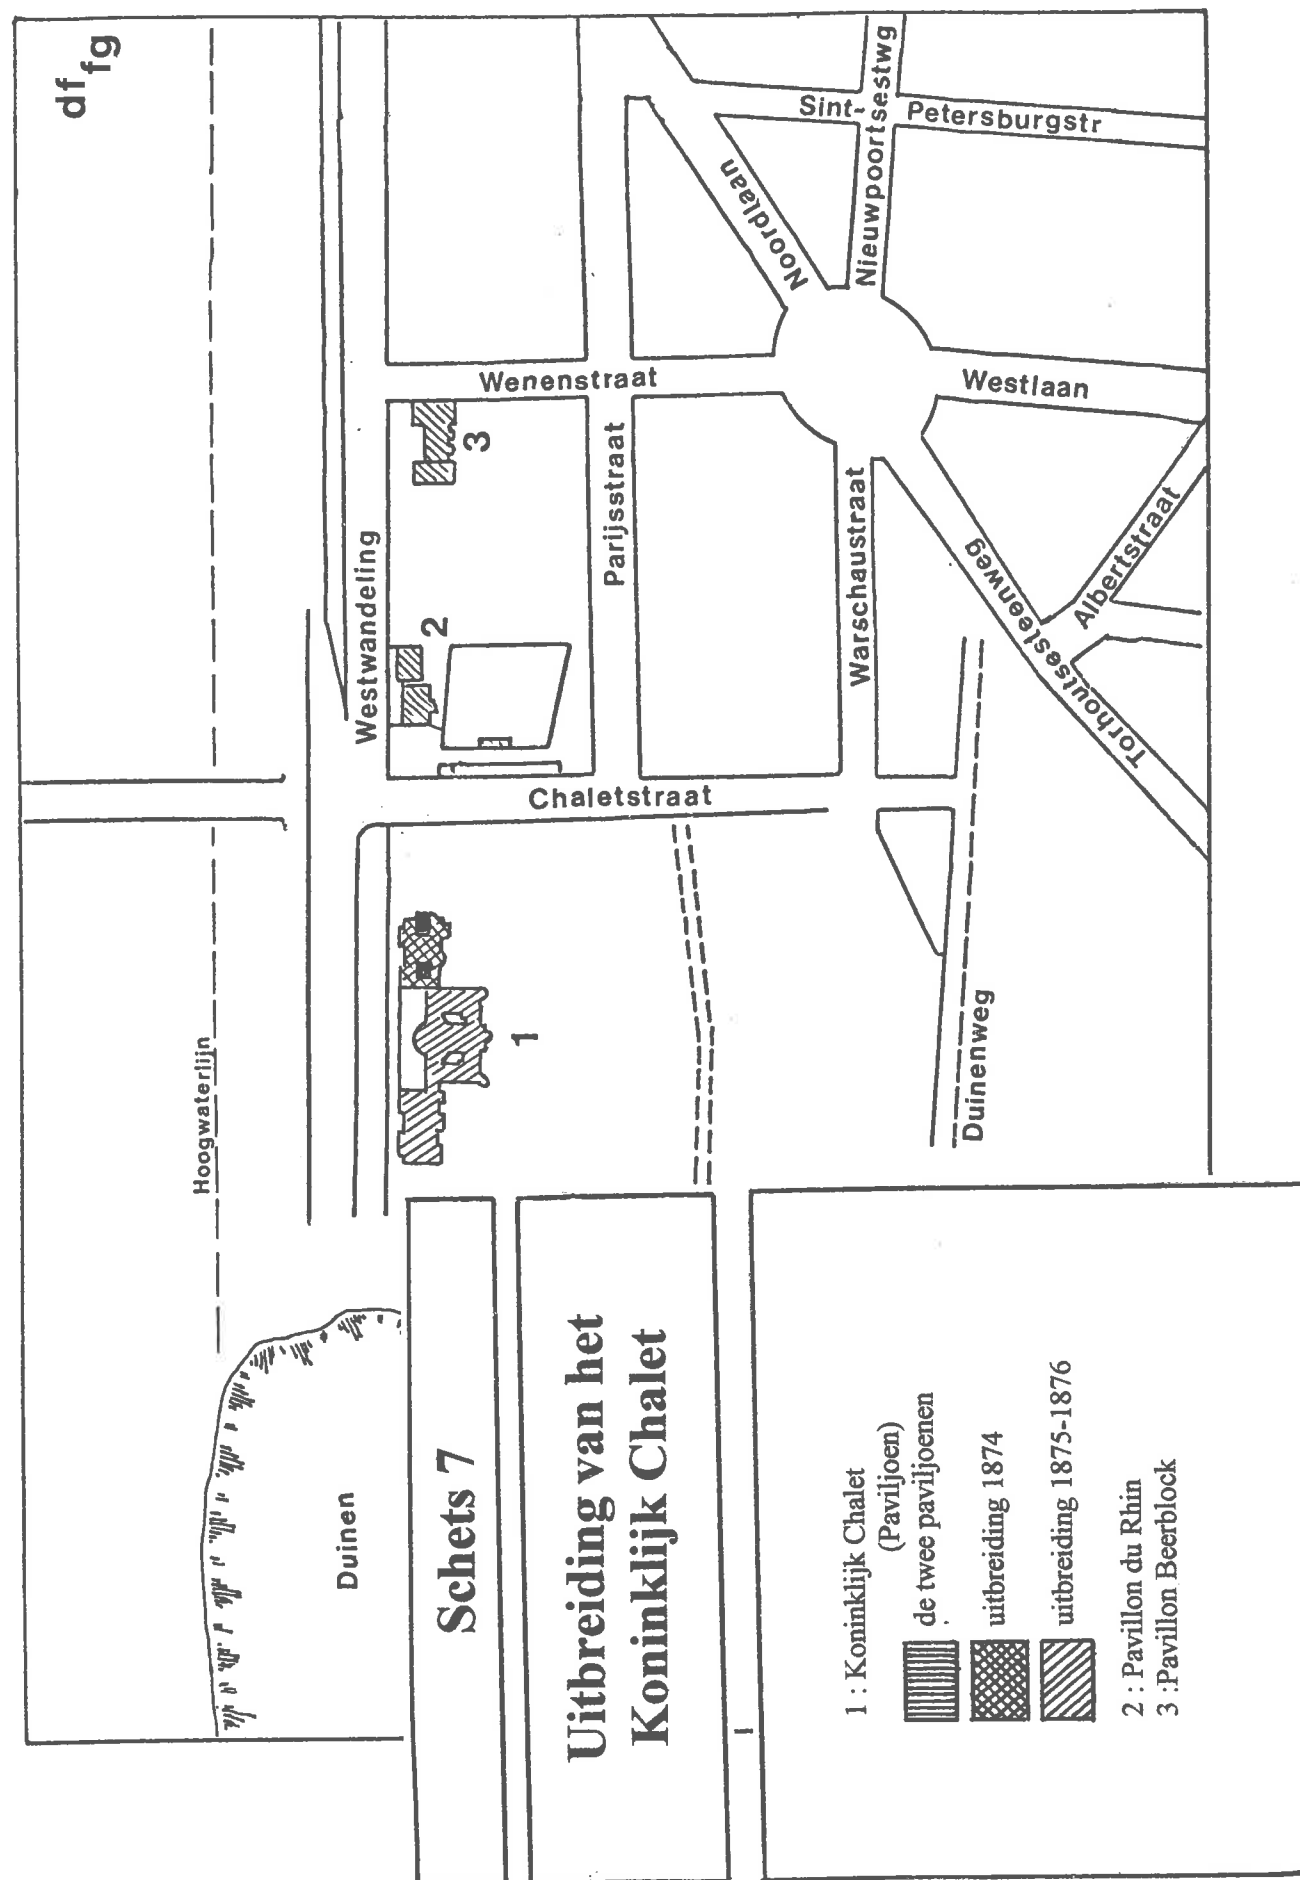 df
fg
Hoogwaterlijn
Duinen
Westwandeling
Wenenstraat
Parijsstraat
Chaletstraat
Warschaustraat
Noordlaan
Nieuwpoortsestwg
Sint-Petersburgstr
Westlaan
Albertstraat
Torhoutsesteenweg
Duinenweg
1
2
3
Schets 7
Uitbreiding van het
Koninklijk Chalet
1 : Koninklijk Chalet
(Paviljoen)
de twee paviljoenen
uitbreiding 1874
uitbreiding 1875-1876
2 : Pavillon du Rhin
3 :Pavillon Beerblock